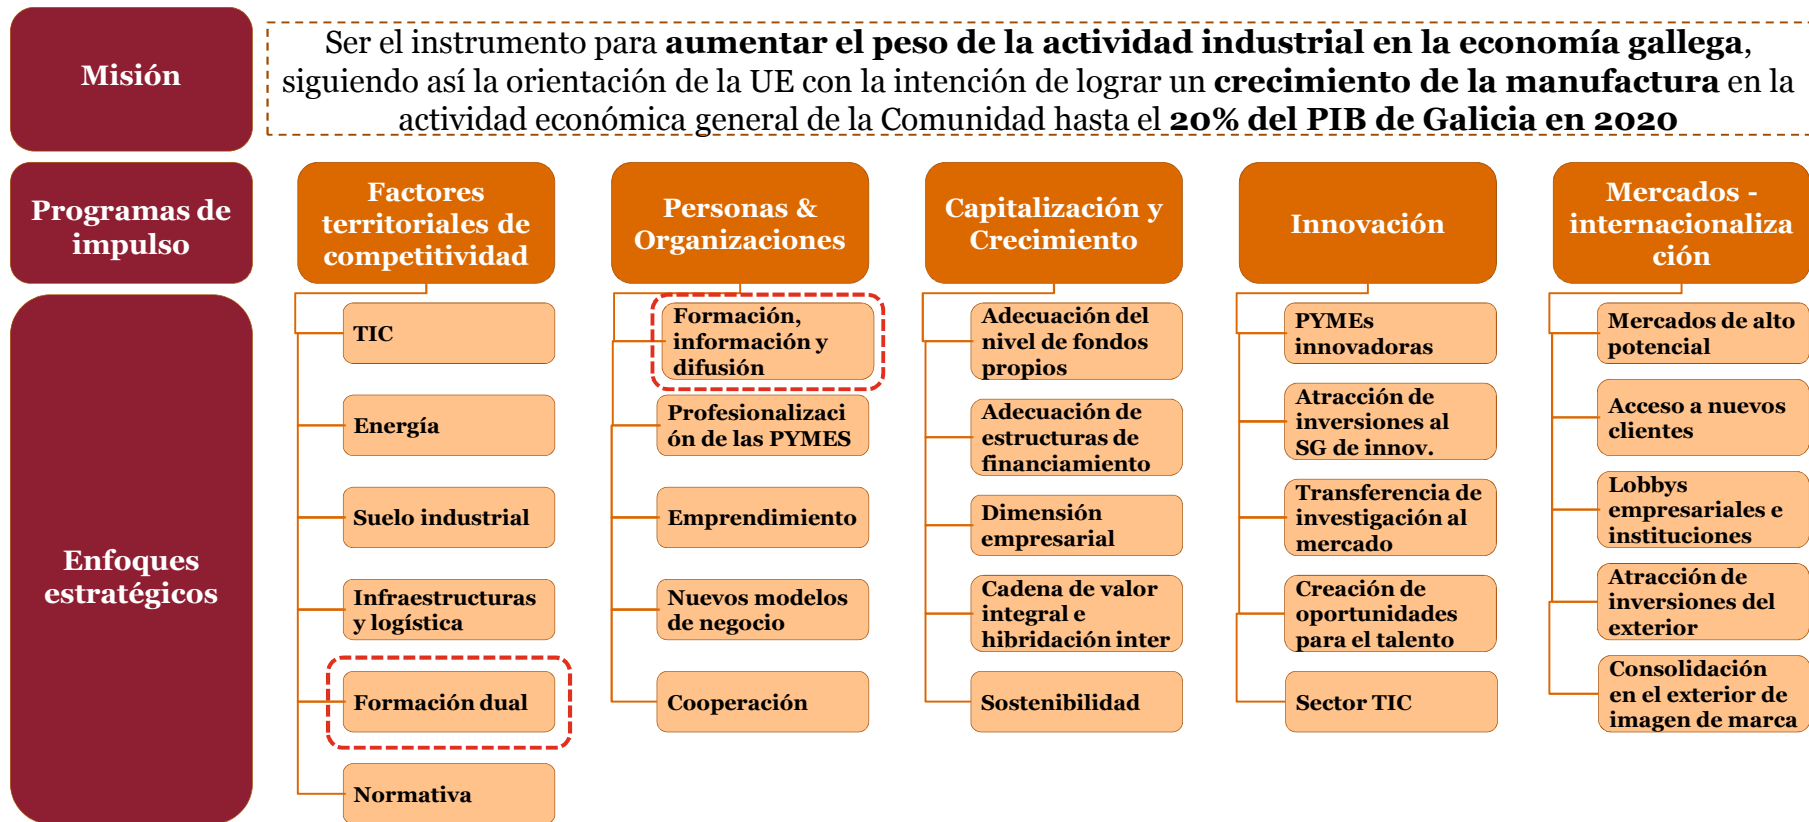 Misión
Ser el instrumento para aumentar el peso de la actividad industrial en la economía gallega,
siguiendo así la orientación de la UE con la intención de lograr un crecimiento de la manufactura en la
actividad económica general de la Comunidad hasta el 20% del PIB de Galicia en 2020
Programas de
impulso
Factores
territoriales de
competitividad
Personas &
Organizaciones
Capitalización y
Crecimiento
Innovación
Mercados -
internacionaliza
ción
Enfoques
estratégicos
TIC
Energía
Suelo industrial
Infraestructuras
y logística
Formación dual
Normativa
Formación,
información y
difusión
Profesionalizaci
ón de las PYMES
Emprendimiento
Nuevos modelos
de negocio
Cooperación
Adecuación del
nivel de fondos
propios
Adecuación de
estructuras de
financiamiento
Dimensión
empresarial
Cadena de valor
integral e
hibridación inter
Sostenibilidad
PYMEs
innovadoras
Atracción de
inversiones al
SG de innov.
Transferencia de
investigación al
mercado
Creación de
oportunidades
para el talento
Sector TIC
Mercados de alto
potencial
Acceso a nuevos
clientes
Lobbys
empresariales e
instituciones
Atracción de
inversiones del
exterior
Consolidación
en el exterior de
imagen de marca